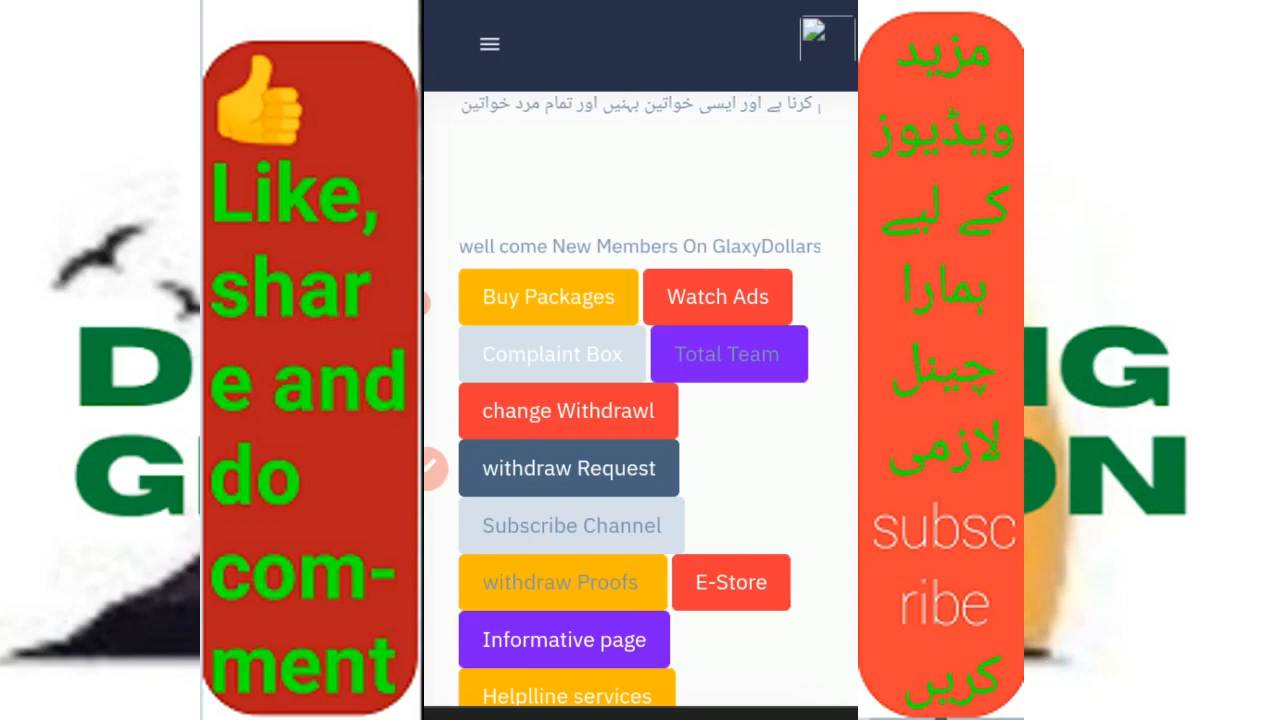 👍
Like,
shar
e and
do
com-
ment
کرنا ہے اور ایسی خواتین بہنیں اور تمام مرد خواتین
well come New Members On GlaxyDollars
Buy Packages
Watch Ads
Complaint Box
Total Team
change Withdrawl
withdraw Request
Subscribe Channel
withdraw Proofs
E-Store
Informative page
Helplline services
مزید
ویڈیوز
کے لیے
ہمارا
چینل
لازمی
subsc
ribe
کریں
D
NG
G
ON